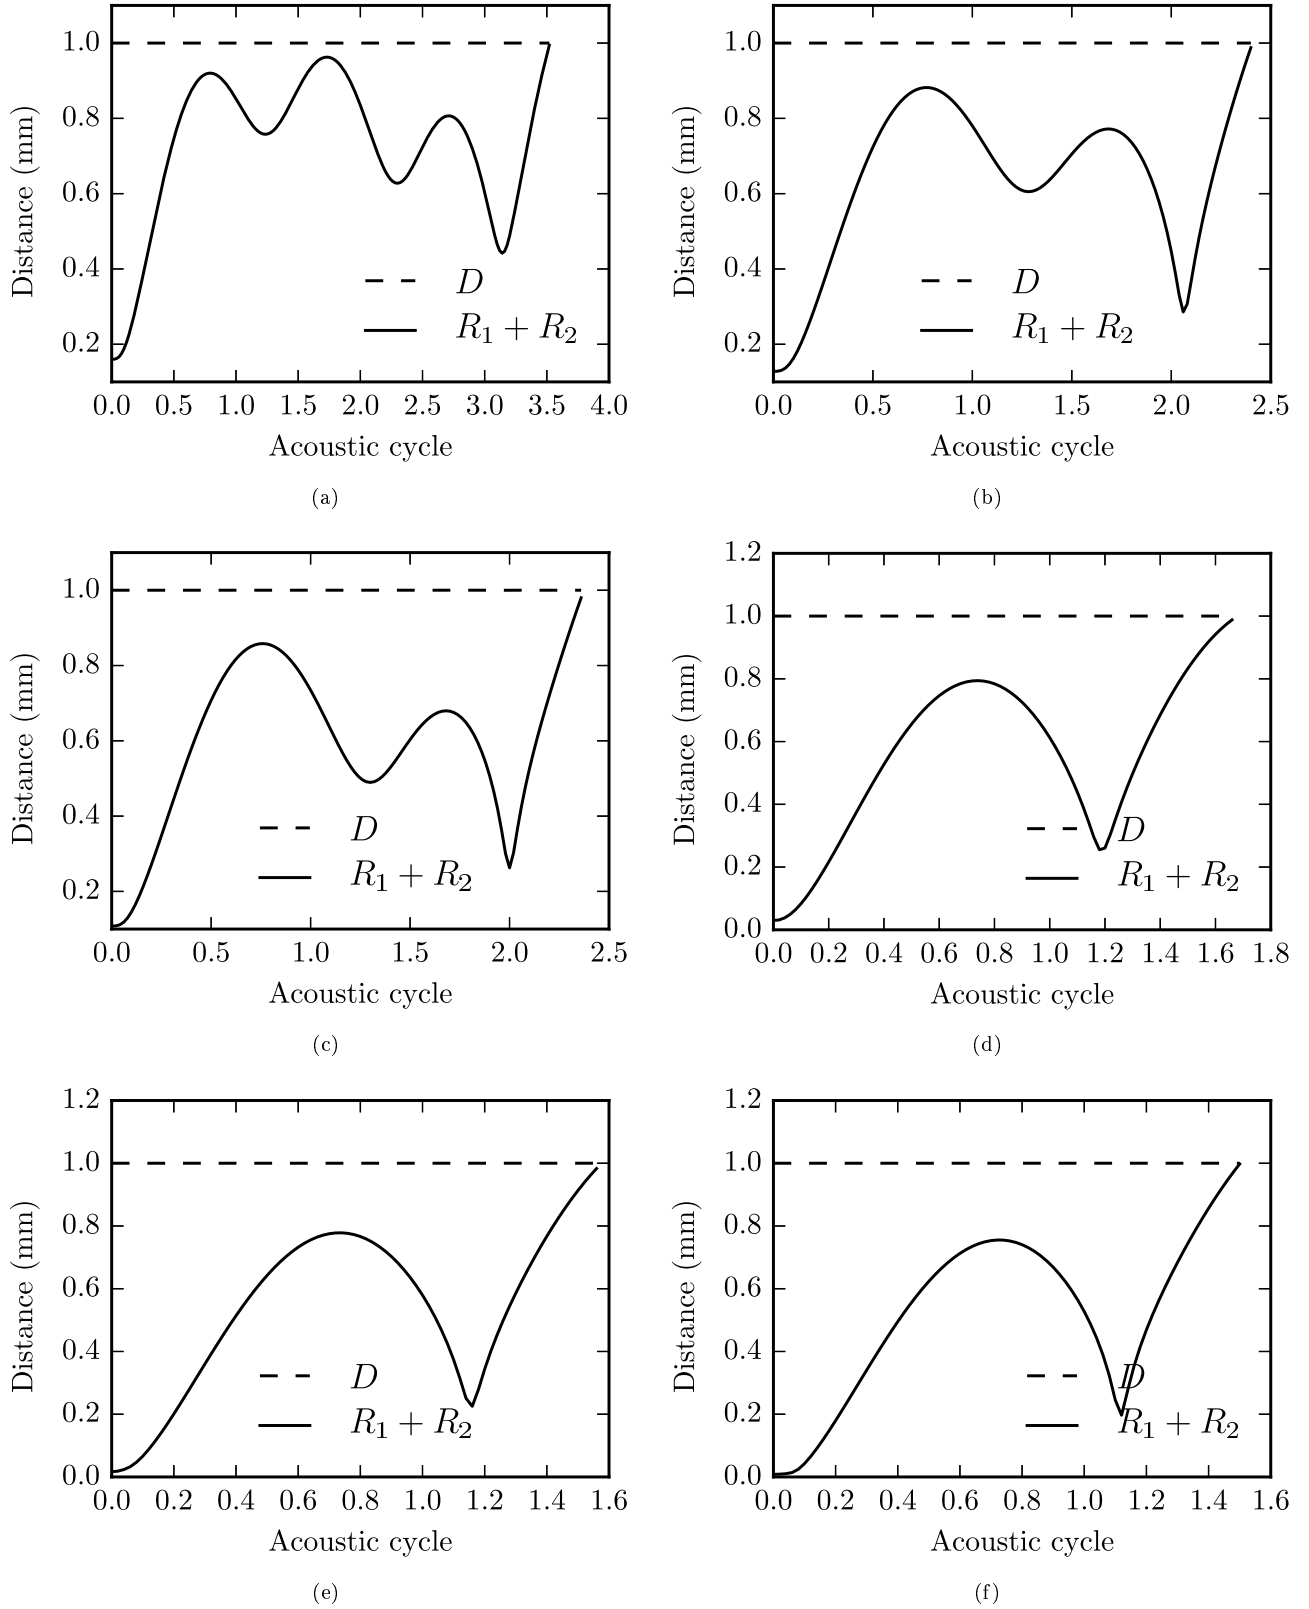 1.0
0.8
0.6
0.4
0.2
Distance (mm)
D
R₁ + R₂
0.0 0.5 1.0 1.5 2.0 2.5 3.0 3.5 4.0
Acoustic cycle
(a)
1.0
0.8
0.6
0.4
0.2
Distance (mm)
D
R₁ + R₂
0.0 0.5 1.0 1.5 2.0 2.5
Acoustic cycle
(b)
1.0
0.8
0.6
0.4
0.2
Distance (mm)
D
R₁ + R₂
0.0 0.5 1.0 1.5 2.0 2.5
Acoustic cycle
(c)
1.2
1.0
0.8
0.6
0.4
0.2
0.0
Distance (mm)
D
R₁ + R₂
0.0 0.2 0.4 0.6 0.8 1.0 1.2 1.4 1.6 1.8
Acoustic cycle
(d)
1.2
1.0
0.8
0.6
0.4
0.2
0.0
Distance (mm)
D
R₁ + R₂
0.0 0.2 0.4 0.6 0.8 1.0 1.2 1.4 1.6
Acoustic cycle
(e)
1.2
1.0
0.8
0.6
0.4
0.2
0.0
Distance (mm)
D
R₁ + R₂
0.0 0.2 0.4 0.6 0.8 1.0 1.2 1.4 1.6
Acoustic cycle
(f)